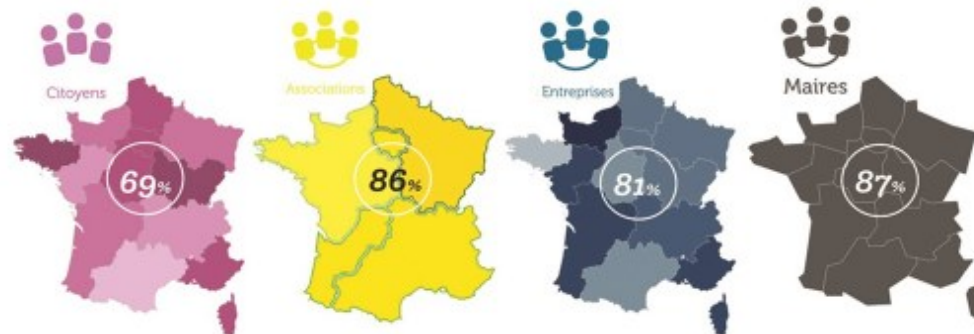 Citoyens
69%
Associations
86%
Entreprises
81%
Maires
87%